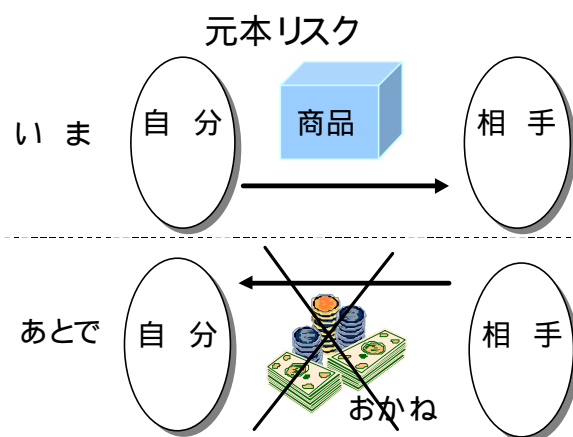 元本リスク
いま
自分
商品
相手
あとで
自分
相手
おかね